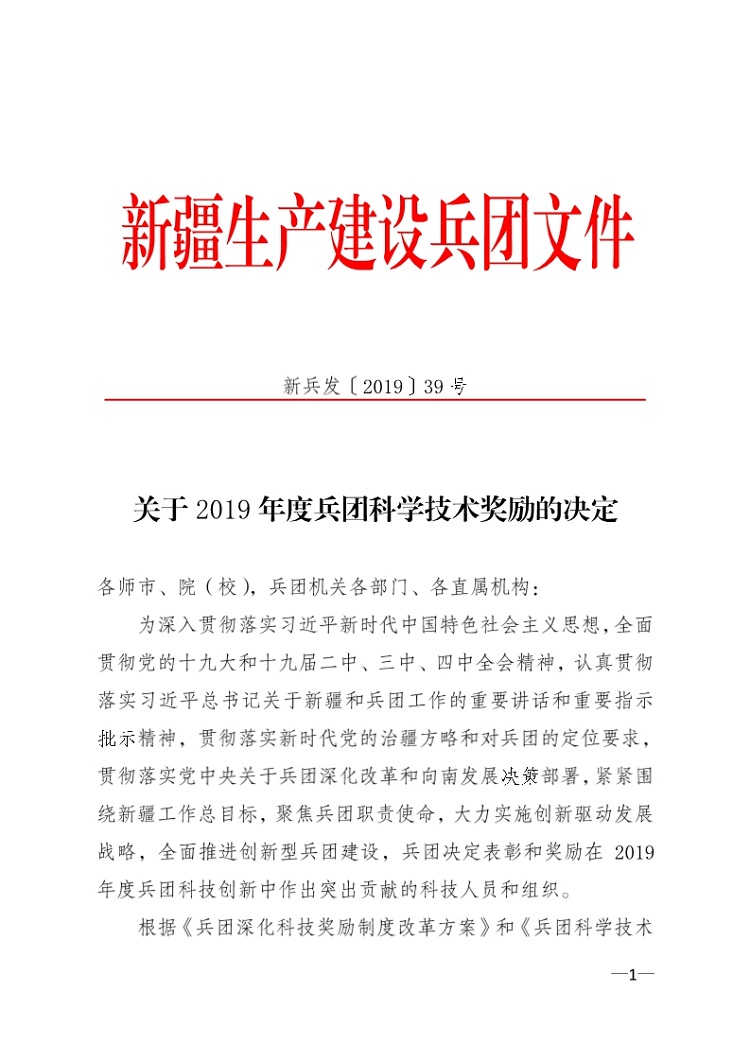 新疆生产建设兵团文件
新兵发〔2019〕39 号
关于 2019 年度兵团科学技术奖励的决定
各师市、院（校），兵团机关各部门、各直属机构：
为深入贯彻落实习近平新时代中国特色社会主义思想，全面
贯彻党的十九大和十九届二中、三中、四中全会精神，认真贯彻
落实习近平总书记关于新疆和兵团工作的重要讲话和重要指示
批示精神，贯彻落实新时代党的治疆方略和对兵团的定位要求，
贯彻落实党中央关于兵团深化改革和向南发展决策部署，紧紧围
绕新疆工作总目标，聚焦兵团职责使命，大力实施创新驱动发展
战略，全面推进创新型兵团建设，兵团决定表彰和奖励在 2019
年度兵团科技创新中作出突出贡献的科技人员和组织。
根据《兵团深化科技奖励制度改革方案》和《兵团科学技术
—1—